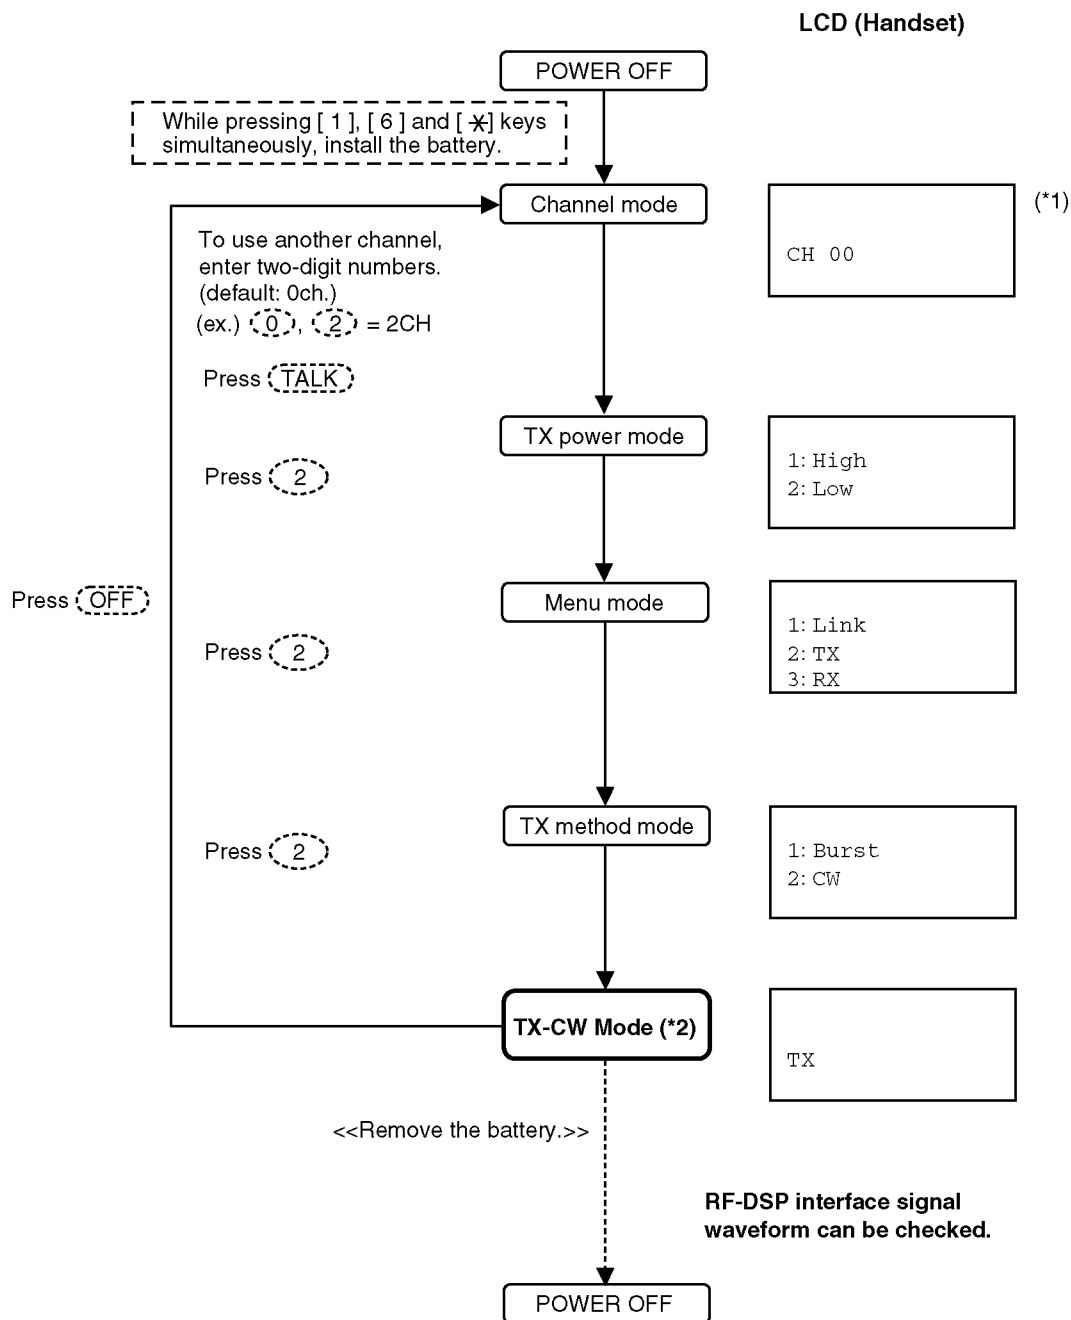 LCD (Handset)
POWER OFF
While pressing [ 1 ], [ 6 ] and [ * ] keys
simultaneously, install the battery.
Channel mode
(*1)
To use another channel,
enter two-digit numbers.
(default: 0ch.)
(ex.) 0, 2 = 2CH
CH 00
Press TALK
TX power mode
Press 2
1: High
2: Low
Press OFF
Menu mode
Press 2
1: Link
2: TX
3: RX
TX method mode
Press 2
1: Burst
2: CW
TX-CW Mode (*2)
TX
<<Remove the battery.>>
RF-DSP interface signal
waveform can be checked.
POWER OFF